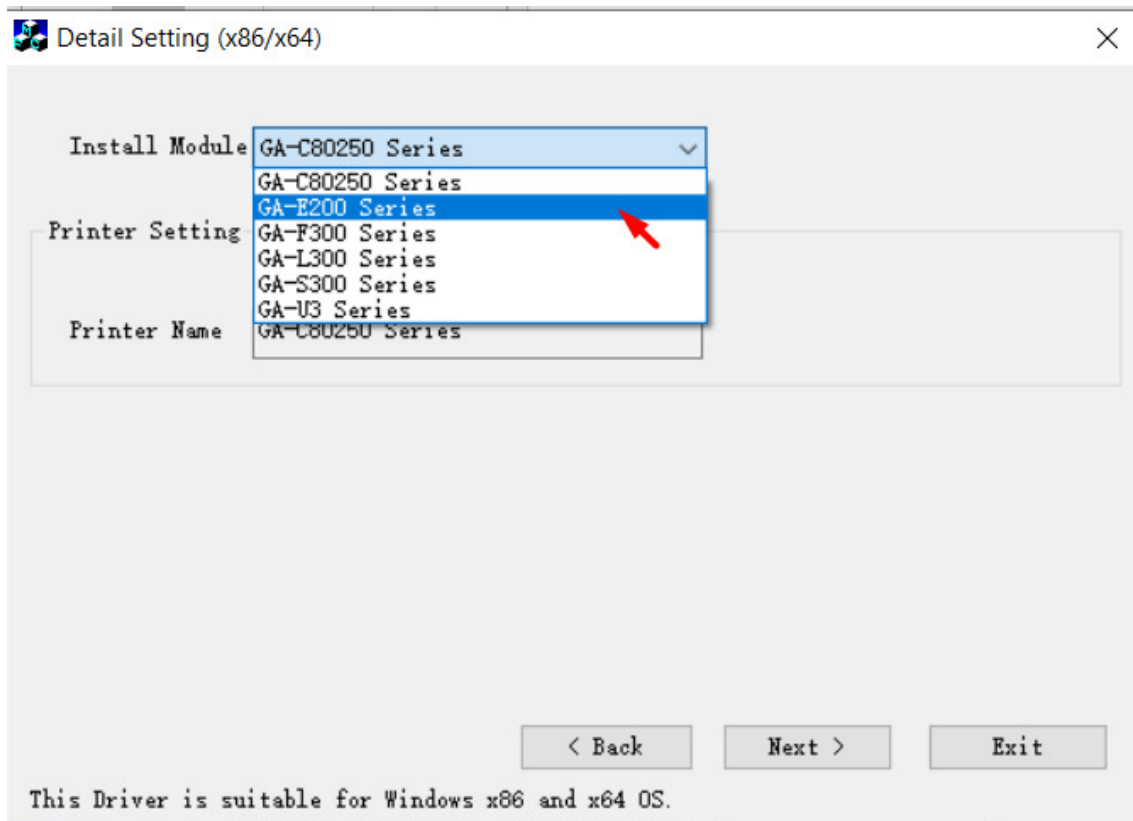 Detail Setting (x86/x64)
Install Module GA-C80250 Series
GA-C80250 Series
GA-E200 Series
Printer Setting GA-F300 Series
GA-L300 Series
GA-S300 Series
GA-U3 Series
Printer Name GA-C80250 Series
< Back Next > Exit
This Driver is suitable for Windows x86 and x64 OS.